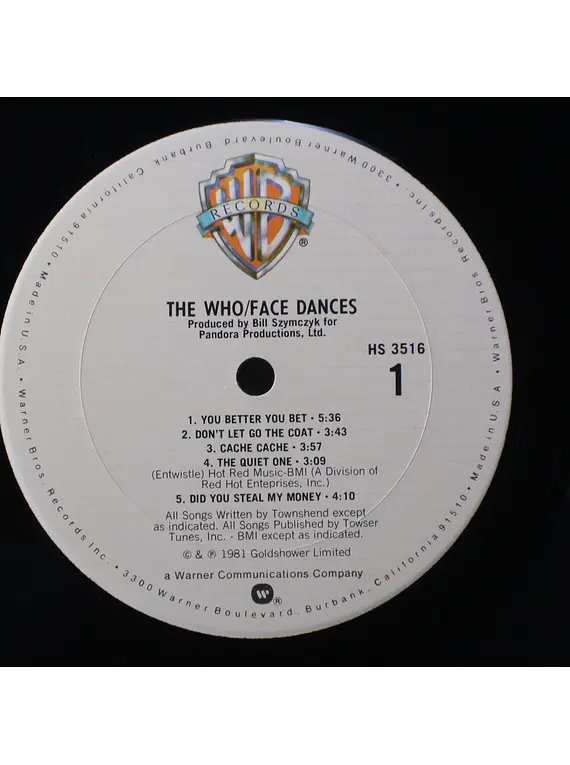 WB
RECORDS
®
THE WHO/FACE DANCES
Produced by Bill Szymczyk for
Pandora Productions, Ltd.
HS 3516
1
1. YOU BETTER YOU BET • 5:36
2. DON'T LET GO THE COAT • 3:43
3. CACHE CACHE • 3:57
4. THE QUIET ONE • 3:09
(Entwistle) Hot Red Music-BMI (A Division of
Red Hot Enteprises, Inc.)
5. DID YOU STEAL MY MONEY • 4:10
All Songs Written by Townshend except
as indicated. All Songs Published by Towser
Tunes, Inc. - BMI except as indicated.
© & ℗ 1981 Goldshower Limited
a Warner Communications Company
W ®
• Made in U.S.A. • Warner Bros. Records Inc. • 3300 Warner Boulevard, Burbank, California 91510 • Made in U.S.A. • Warner Bros. Records Inc. • 3300 Warner Boulevard Burbank, California 91510